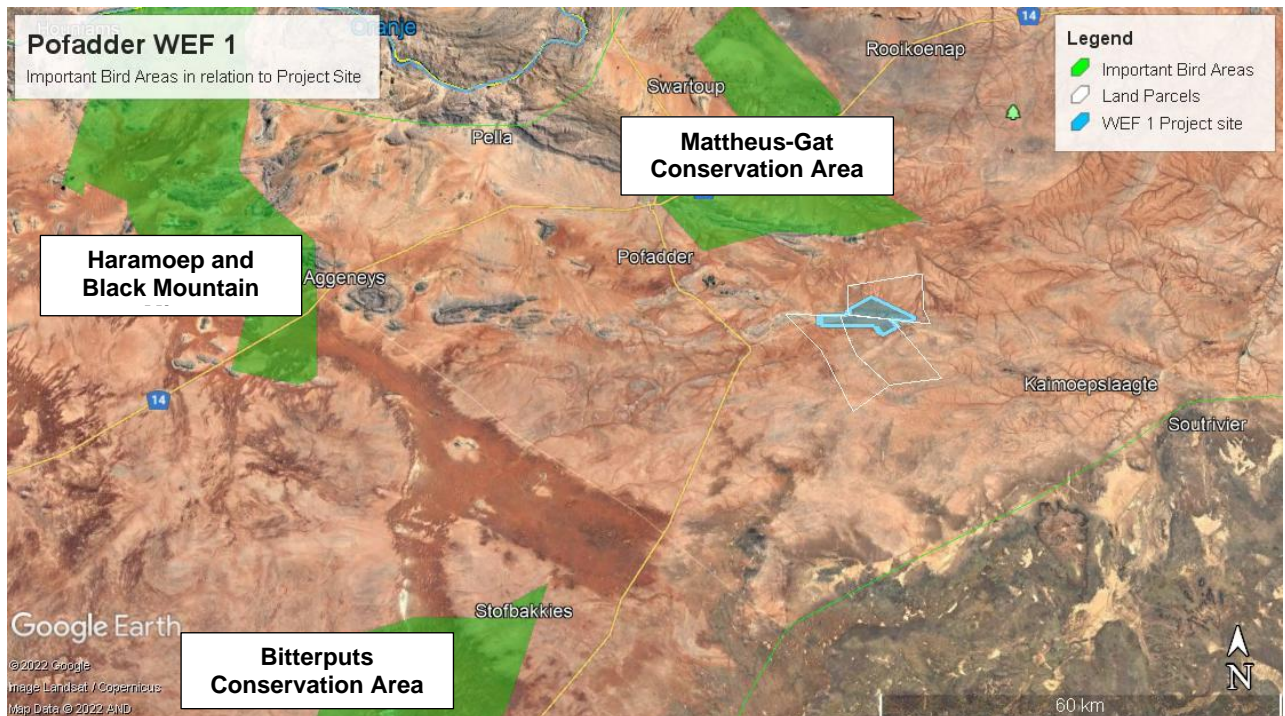 Pofadder WEF 1
Important Bird Areas in relation to Project Site
Oranje
14
Rooikoenap
Legend
Important Bird Areas
Land Parcels
WEF 1 Project site
Swartoup
Pella
Mattheus-Gat
Conservation Area
Haramoep and
Black Mountain
Aggeneys
Pofadder
14
Kaimoepslaagte
Soutrivier
Stofbakkies
Google Earth
© 2022 Google
Image Landsat / Copernicus
Map Data © 2022 AND
Bitterputs
Conservation Area
N
60 km